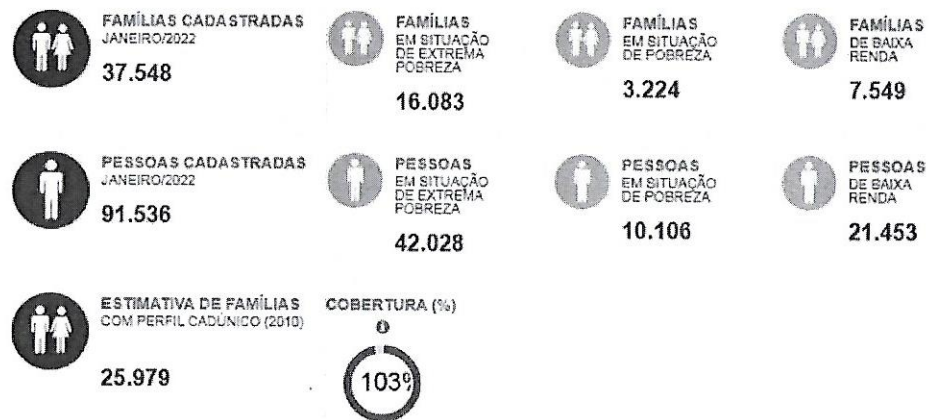 FAMÍLIAS CADASTRADAS
JANEIRO/2022
37.548
FAMÍLIAS
EM SITUAÇÃO
DE EXTREMA
POBREZA
16.083
FAMÍLIAS
EM SITUAÇÃO
DE POBREZA
3.224
FAMÍLIAS
DE BAIXA
RENDA
7.549
PESSOAS CADASTRADAS
JANEIRO/2022
91.536
PESSOAS
EM SITUAÇÃO
DE EXTREMA
POBREZA
42.028
PESSOAS
EM SITUAÇÃO
DE POBREZA
10.106
PESSOAS
DE BAIXA
RENDA
21.453
ESTIMATIVA DE FAMÍLIAS
COM PERFIL CADÚNICO (2010)
25.979
COBERTURA (%)
103%